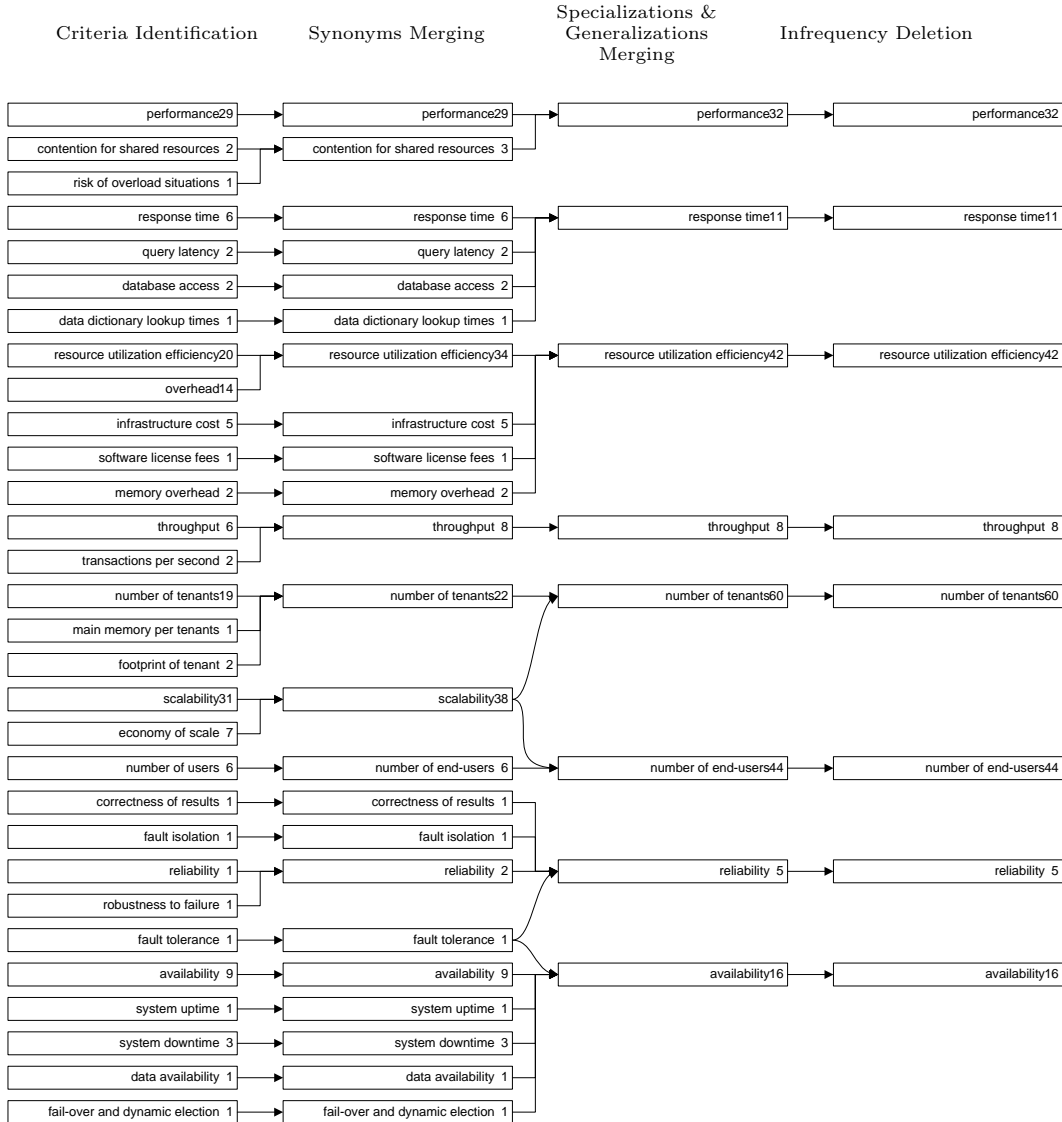 Criteria Identification
Synonyms Merging
Specializations &
Generalizations
Merging
Infrequency Deletion
performance29
performance29
performance32
performance32
contention for shared resources 2
contention for shared resources 3
risk of overload situations 1
response time 6
response time 6
response time11
response time11
query latency 2
query latency 2
database access 2
database access 2
data dictionary lookup times 1
data dictionary lookup times 1
resource utilization efficiency20
resource utilization efficiency34
resource utilization efficiency42
resource utilization efficiency42
overhead14
infrastructure cost 5
infrastructure cost 5
software license fees 1
software license fees 1
memory overhead 2
memory overhead 2
throughput 6
throughput 8
throughput 8
throughput 8
transactions per second 2
number of tenants19
number of tenants22
number of tenants60
number of tenants60
main memory per tenants 1
footprint of tenant 2
scalability31
scalability38
economy of scale 7
number of users 6
number of end-users 6
number of end-users44
number of end-users44
correctness of results 1
correctness of results 1
fault isolation 1
fault isolation 1
reliability 1
reliability 2
reliability 5
reliability 5
robustness to failure 1
fault tolerance 1
fault tolerance 1
availability 9
availability 9
availability16
availability16
system uptime 1
system uptime 1
system downtime 3
system downtime 3
data availability 1
data availability 1
fail-over and dynamic election 1
fail-over and dynamic election 1